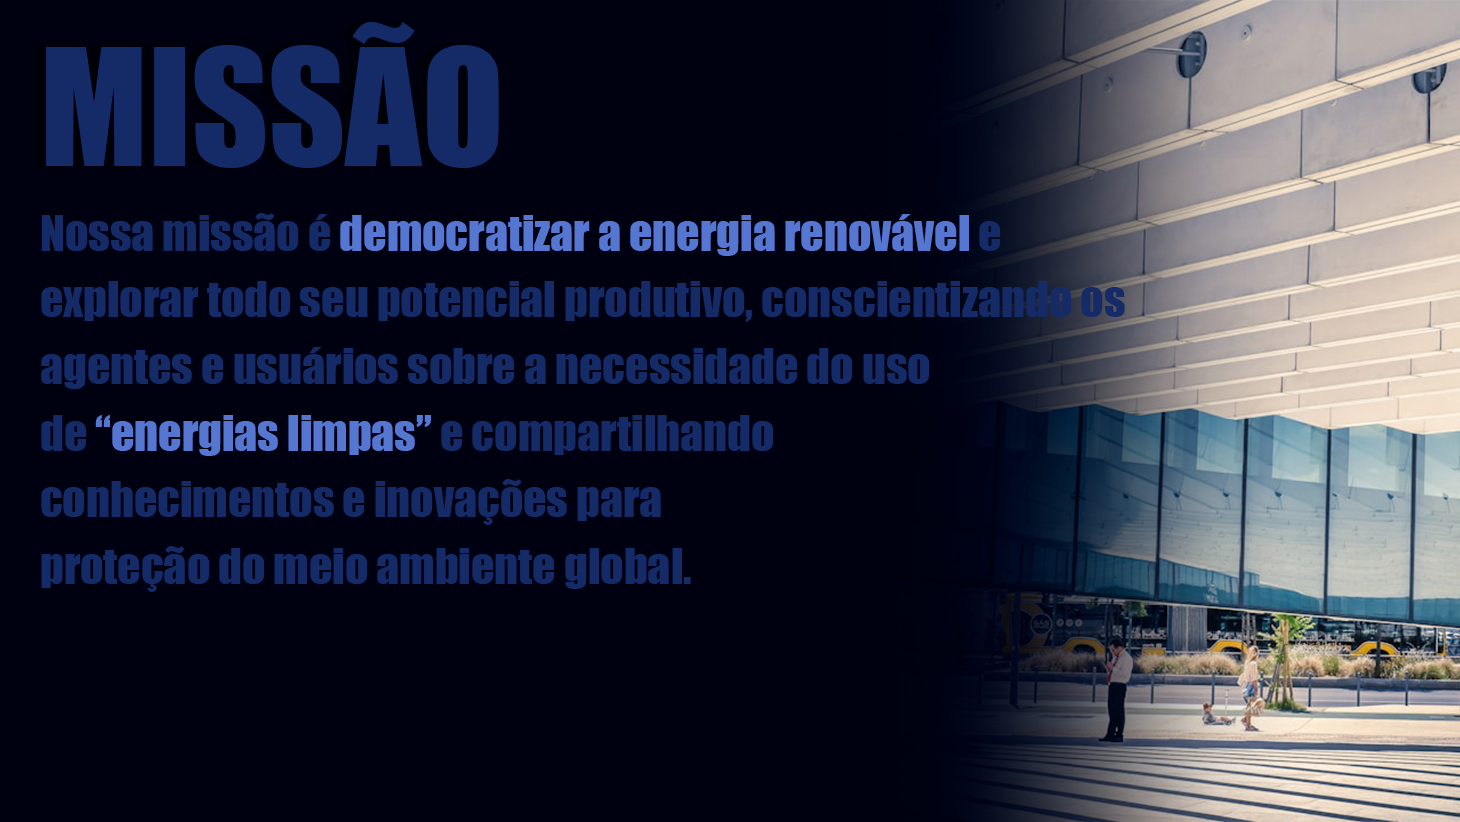 MISSÃO
Nossa missão é democratizar a energia renovável e
explorar todo seu potencial produtivo, conscientizando os
agentes e usuários sobre a necessidade do uso
de “energias limpas” e compartilhando
conhecimentos e inovações para
proteção do meio ambiente global.